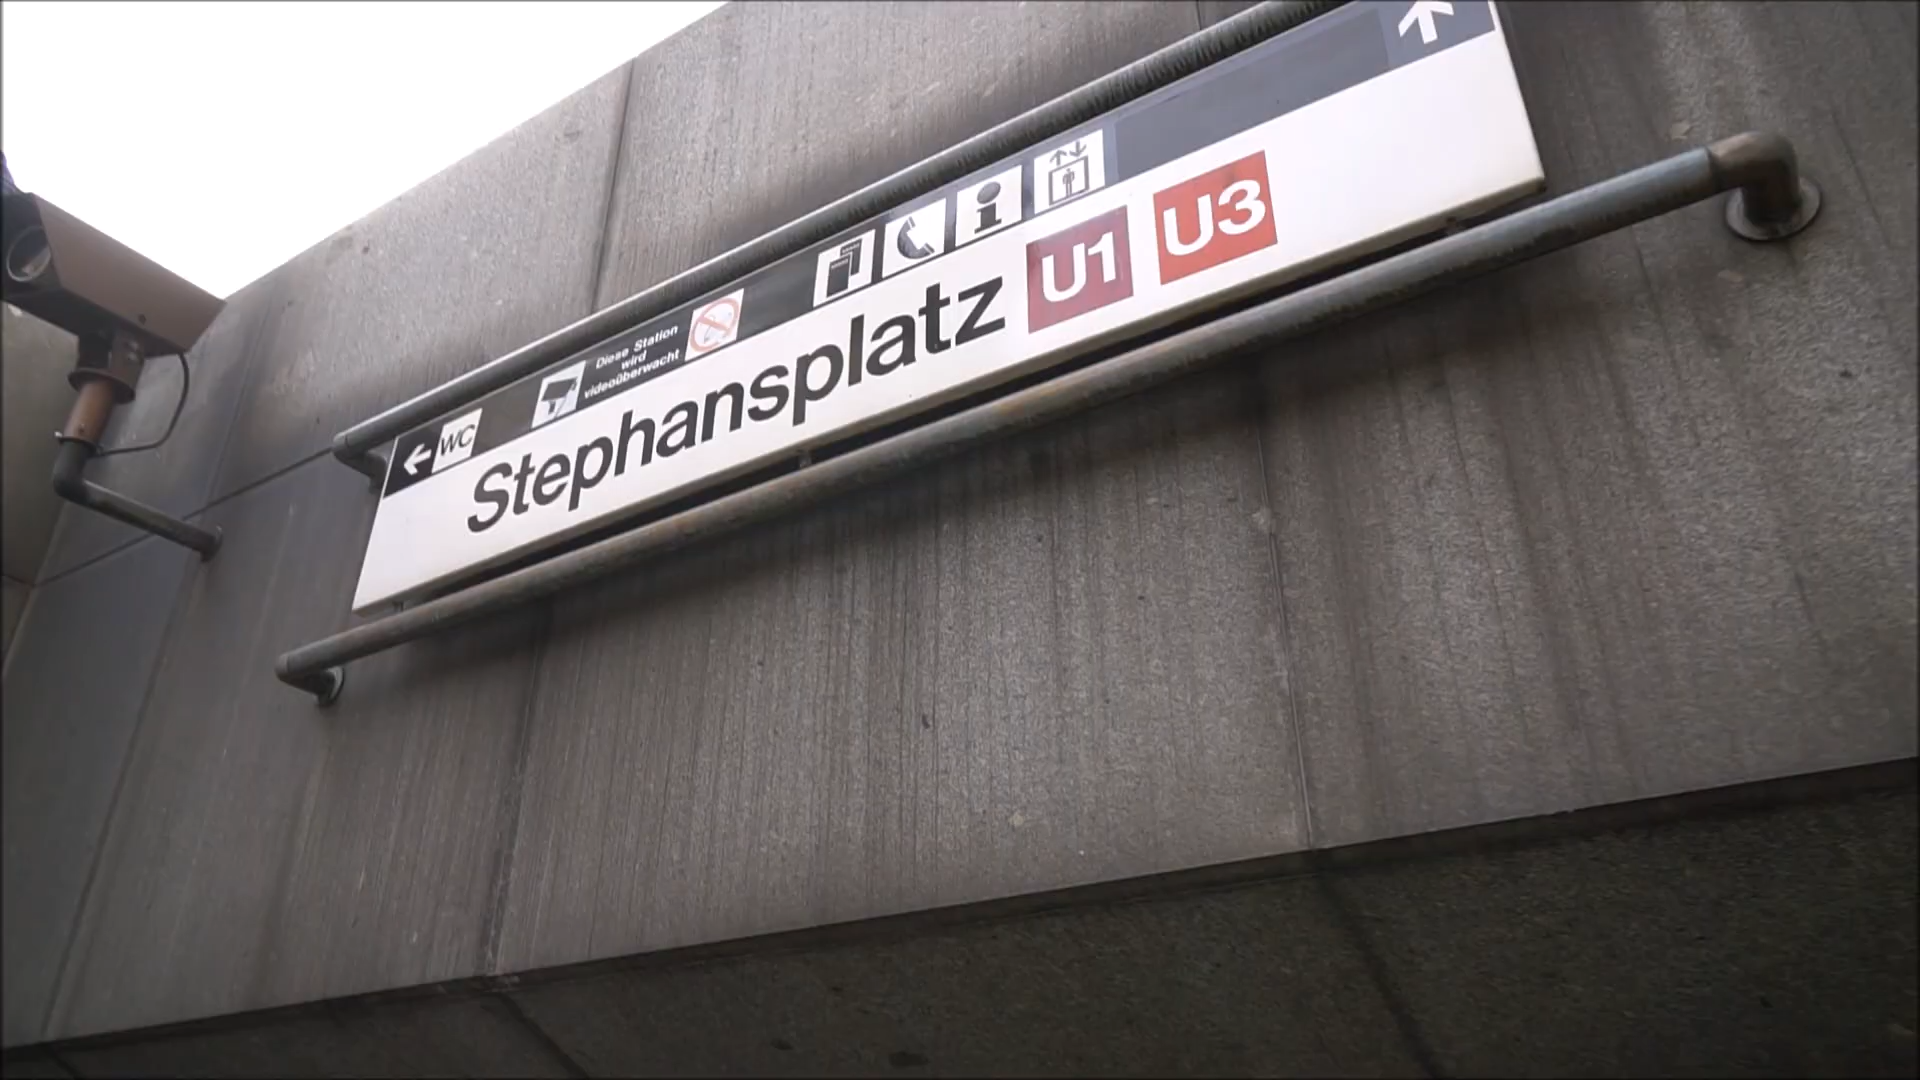 WC
Diese Station
wird
videoüberwacht
Stephansplatz U1 U3